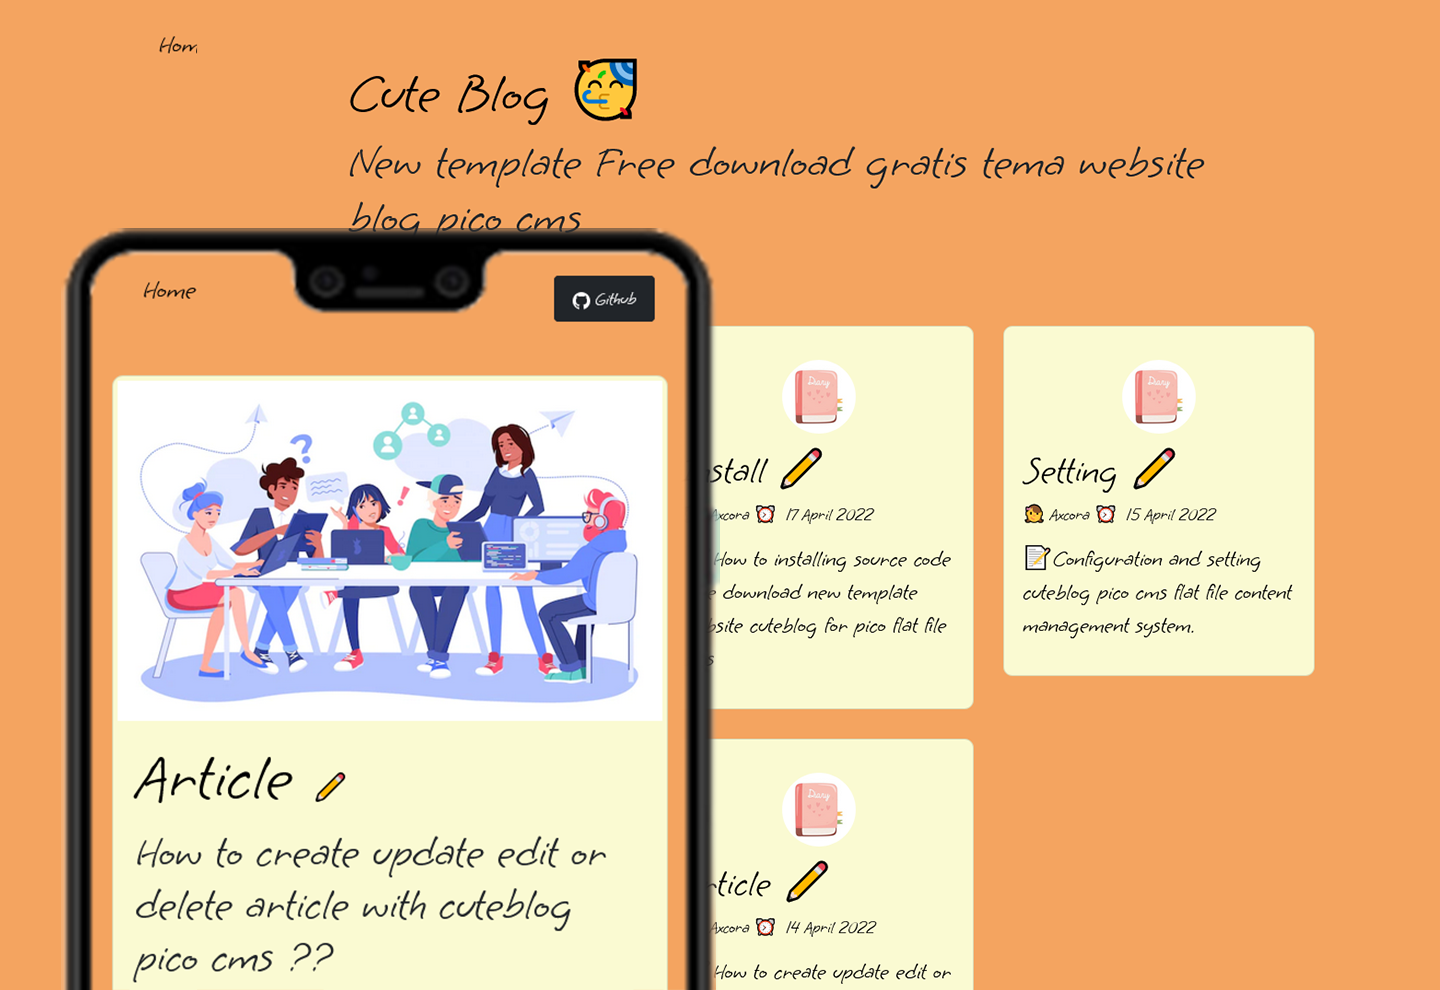 Hom
Cute Blog
New template Free download gratis tema website
blog pico cms
Home
Github
Article
How to create update edit or
delete article with cuteblog
pico cms ??
Diary
stall
Axcora 17 April 2022
How to installing source code
download new template
bsite cuteblog for pico flat file
s
Diary
Setting
Axcora 15 April 2022
Configuration and setting
cuteblog pico cms flat file content
management system.
Diary
rticle
Axcora 14 April 2022
How to create update edit or